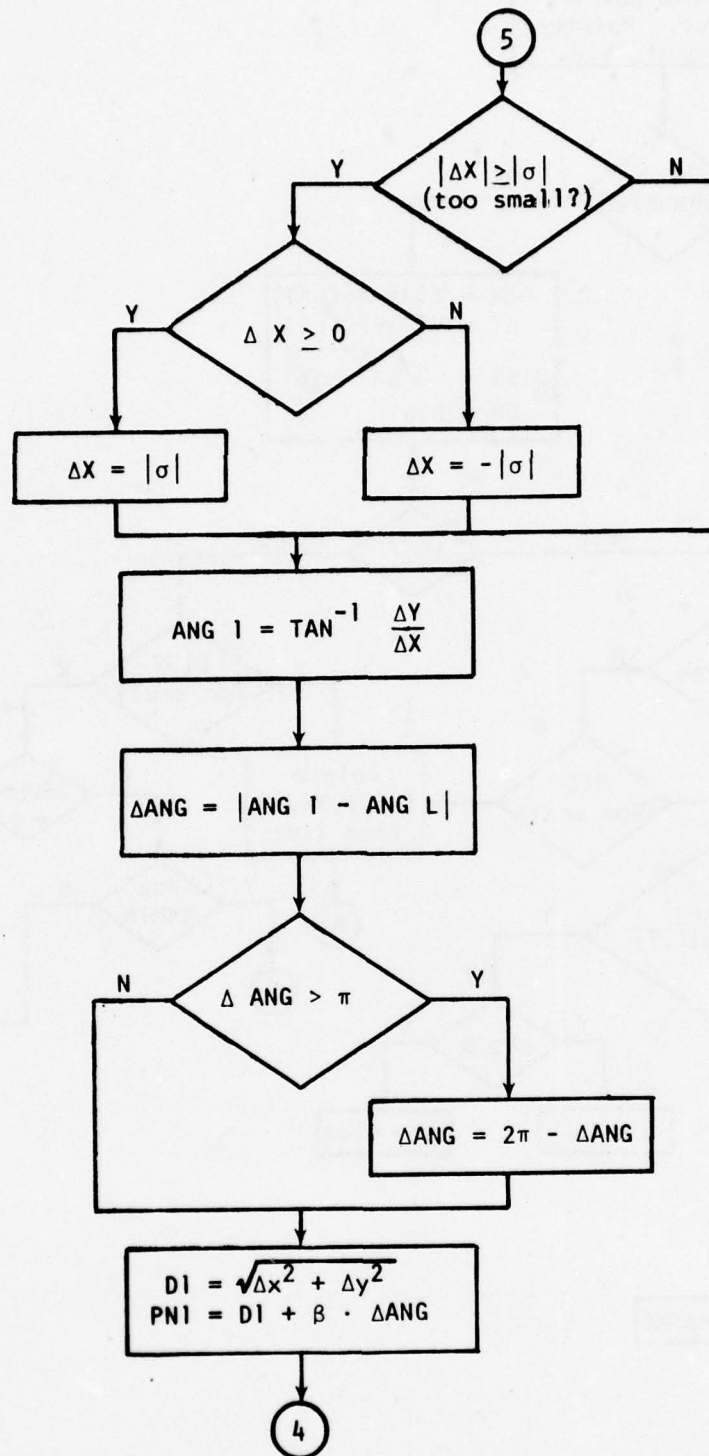 5
|ΔX| ≥ |σ|
(too small?)
Y
N
Δ X ≥ 0
Y
N
ΔX = |σ|
ΔX = -|σ|
ANG 1 = TAN⁻¹ ΔY/ΔX
ΔANG = |ANG 1 - ANG L|
Δ ANG > π
N
Y
ΔANG = 2π - ΔANG
D1 = √Δx² + Δy²
PN1 = D1 + β · ΔANG
4